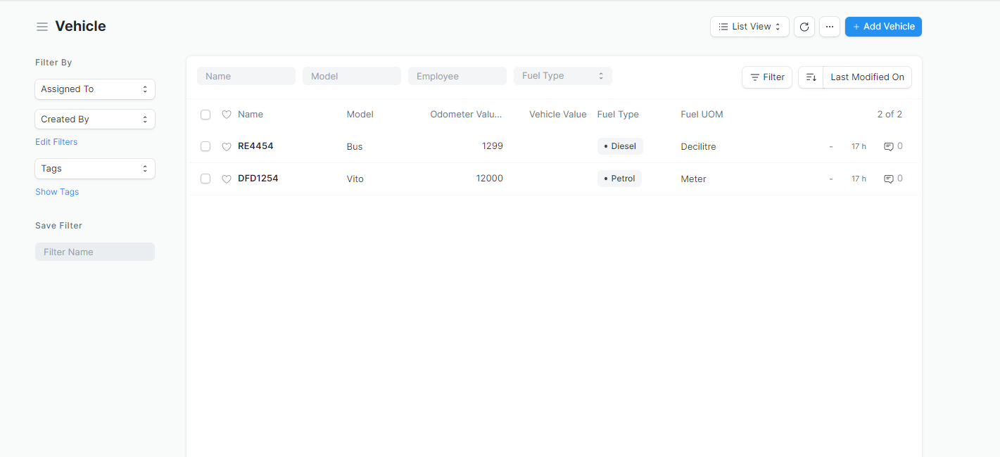 Vehicle
List View
Add Vehicle
Filter By
Assigned To
Created By
Edit Filters
Tags
Show Tags
Save Filter
Filter Name
Name Model Employee Fuel Type
Filter
Last Modified On
Name Model Odometer Valu... Vehicle Value Fuel Type Fuel UOM 2 of 2
RE4454 Bus 1299 • Diesel Decilitre - 17 h 0
DFD1254 Vito 12000 • Petrol Meter - 17 h 0